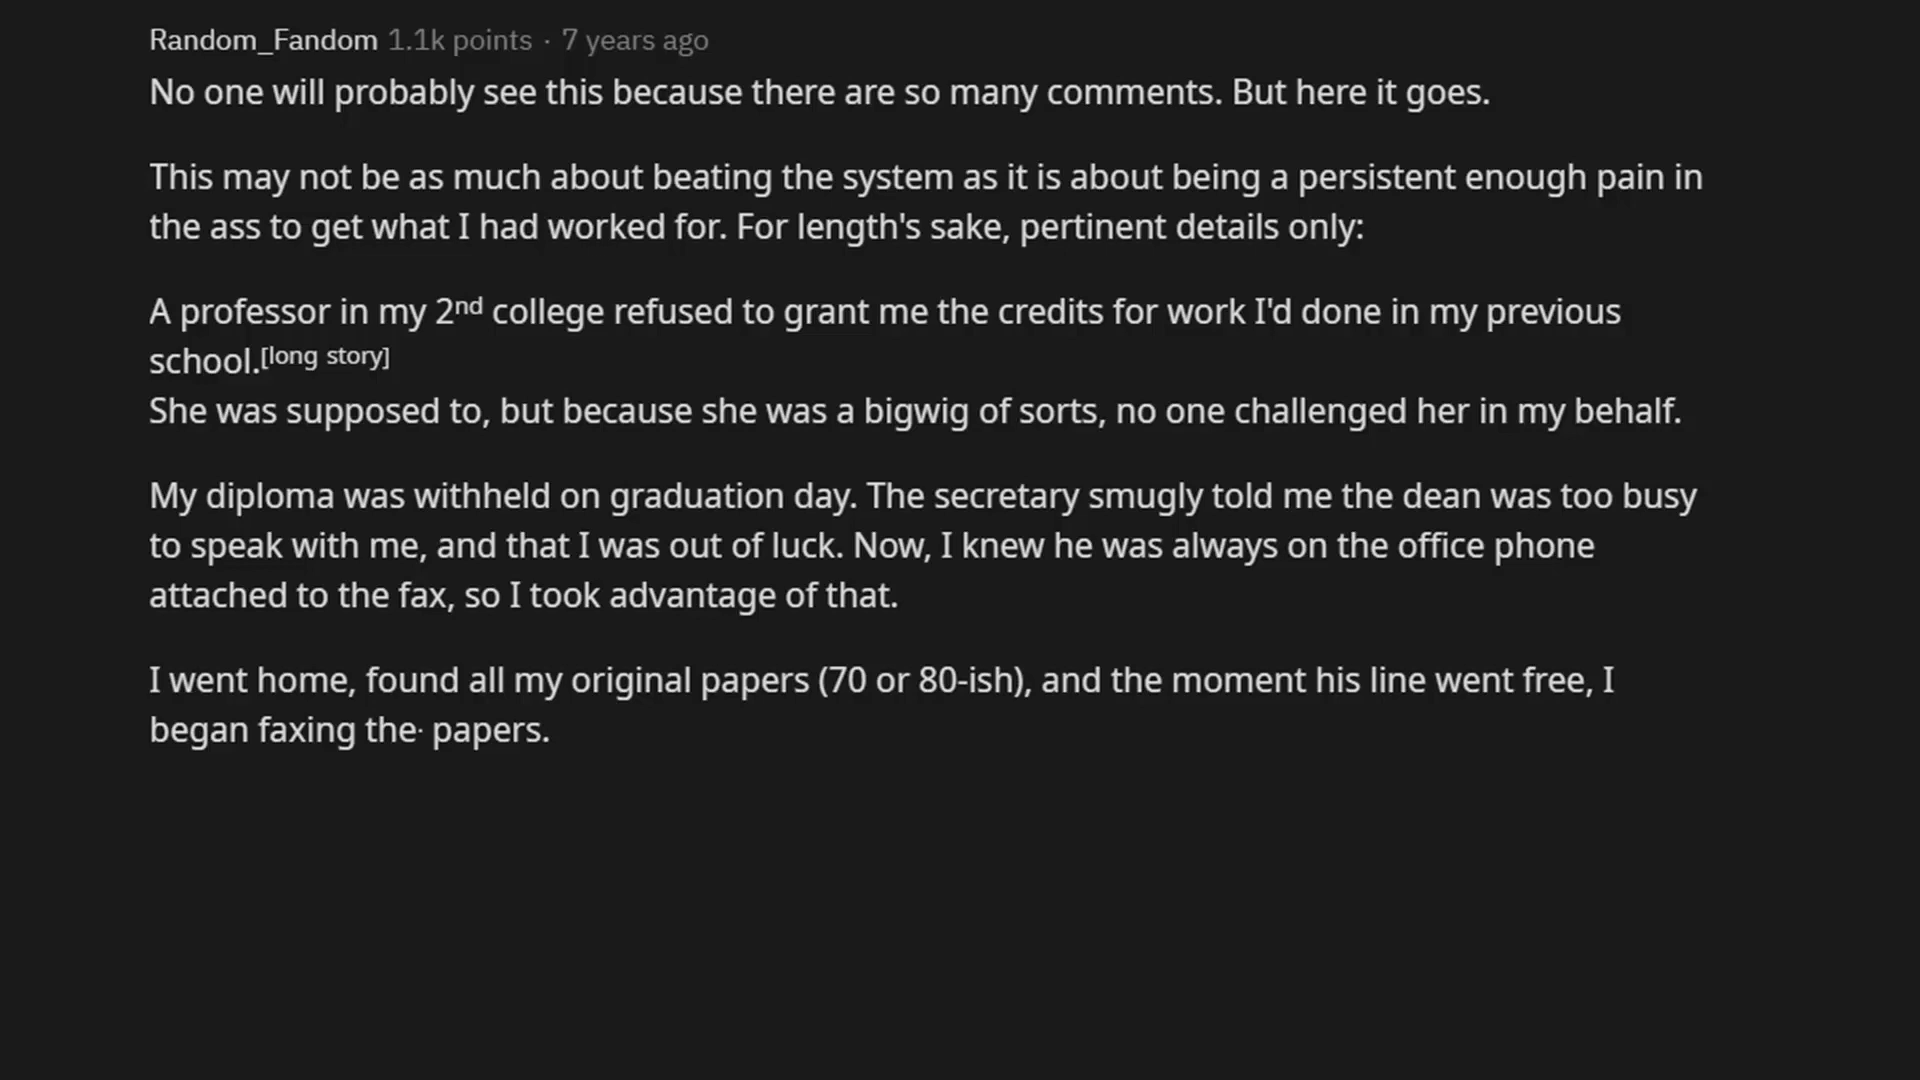 Random_Fandom 1.1k points · 7 years ago
No one will probably see this because there are so many comments. But here it goes.
This may not be as much about beating the system as it is about being a persistent enough pain in
the ass to get what I had worked for. For length's sake, pertinent details only:
A professor in my 2nd college refused to grant me the credits for work I'd done in my previous
school.[long story]
She was supposed to, but because she was a bigwig of sorts, no one challenged her in my behalf.
My diploma was withheld on graduation day. The secretary smugly told me the dean was too busy
to speak with me, and that I was out of luck. Now, I knew he was always on the office phone
attached to the fax, so I took advantage of that.
I went home, found all my original papers (70 or 80-ish), and the moment his line went free, I
began faxing the· papers.